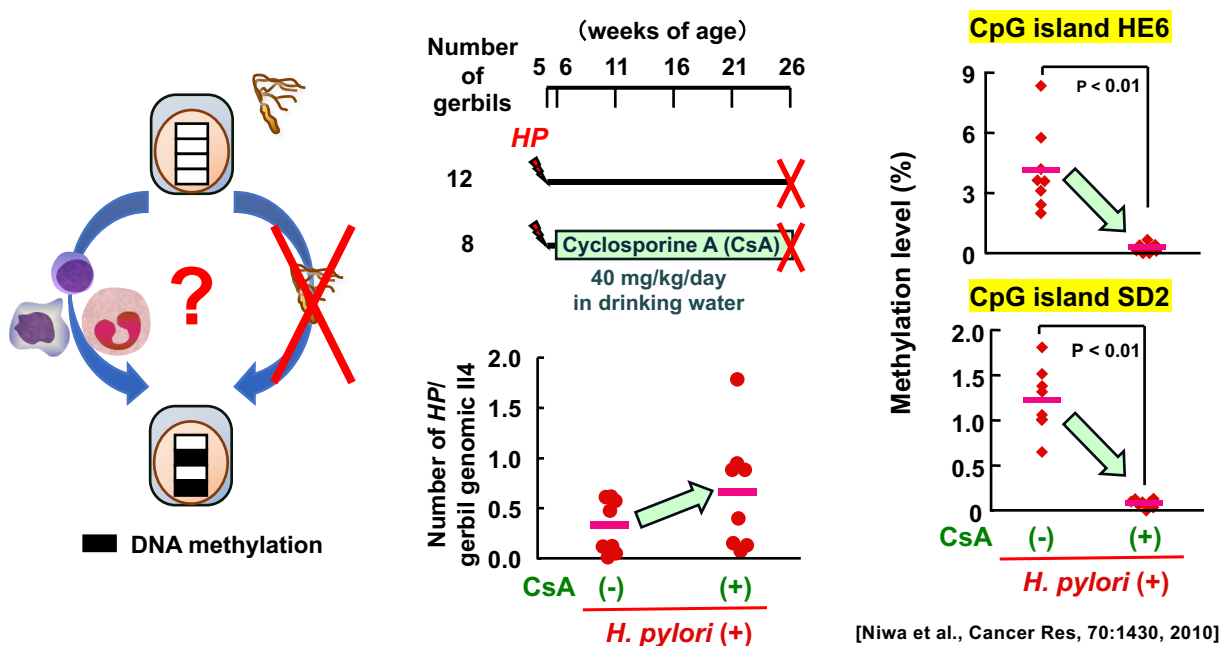 ?
DNA methylation
(weeks of age)
Number
of
gerbils
5 6 11 16 21 26
HP
12
8
Cyclosporine A (CsA)
40 mg/kg/day
in drinking water
Number of HP/
gerbil genomic Il4
2.0
1.5
1.0
0.5
0.0
CsA (-) (+)
H. pylori (+)
Methylation level (%)
CpG island HE6
P < 0.01
9
6
3
0
CpG island SD2
P < 0.01
2.0
1.5
1.0
0.5
0
CsA (-) (+)
H. pylori (+)
[Niwa et al., Cancer Res, 70:1430, 2010]